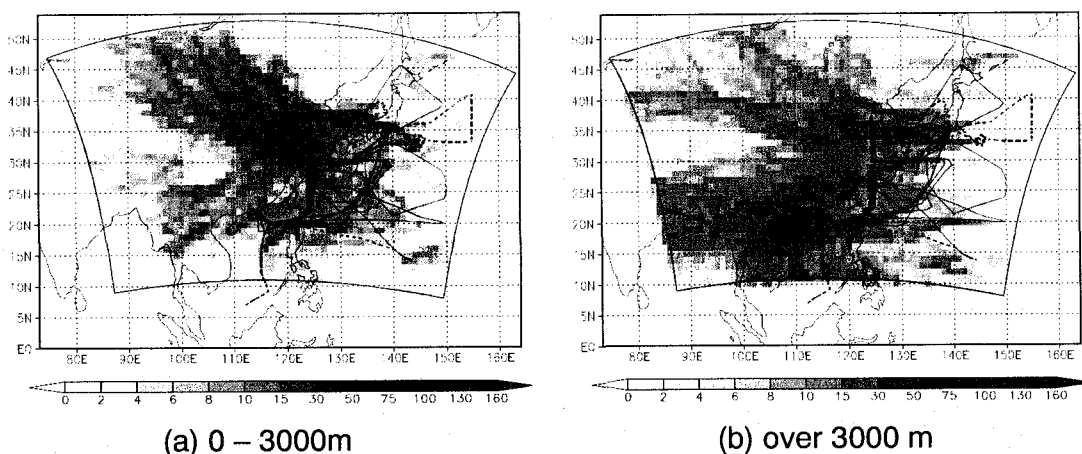 50N
45N
40N
35N
30N
25N
20N
15N
10N
5N
EQ
80E 90E 100E 110E 120E 130E 140E 150E 160E
0 2 4 6 8 10 15 30 50 75 100 130 160
(a) 0 – 3000m
50N
45N
40N
35N
30N
25N
20N
15N
10N
5N
EQ
80E 90E 100E 110E 120E 130E 140E 150E 160E
0 2 4 6 8 10 15 30 50 75 100 130 160
(b) over 3000 m